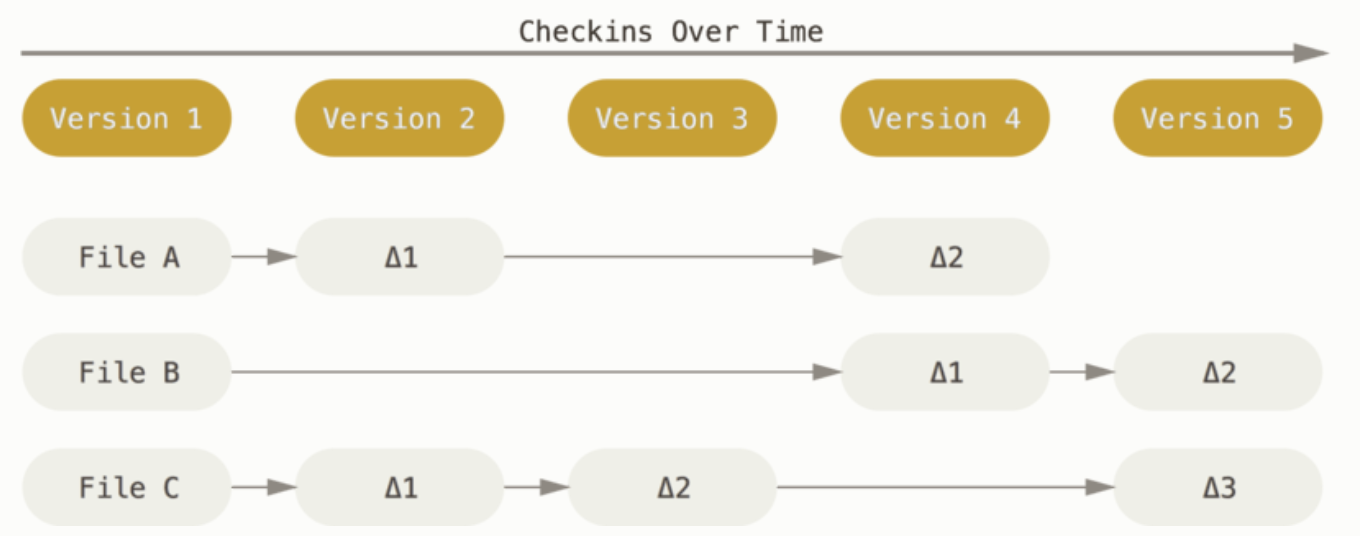 Checkins Over Time
Version 1 Version 2 Version 3 Version 4 Version 5
File A Δ1 Δ2
File B Δ1 Δ2
File C Δ1 Δ2 Δ3